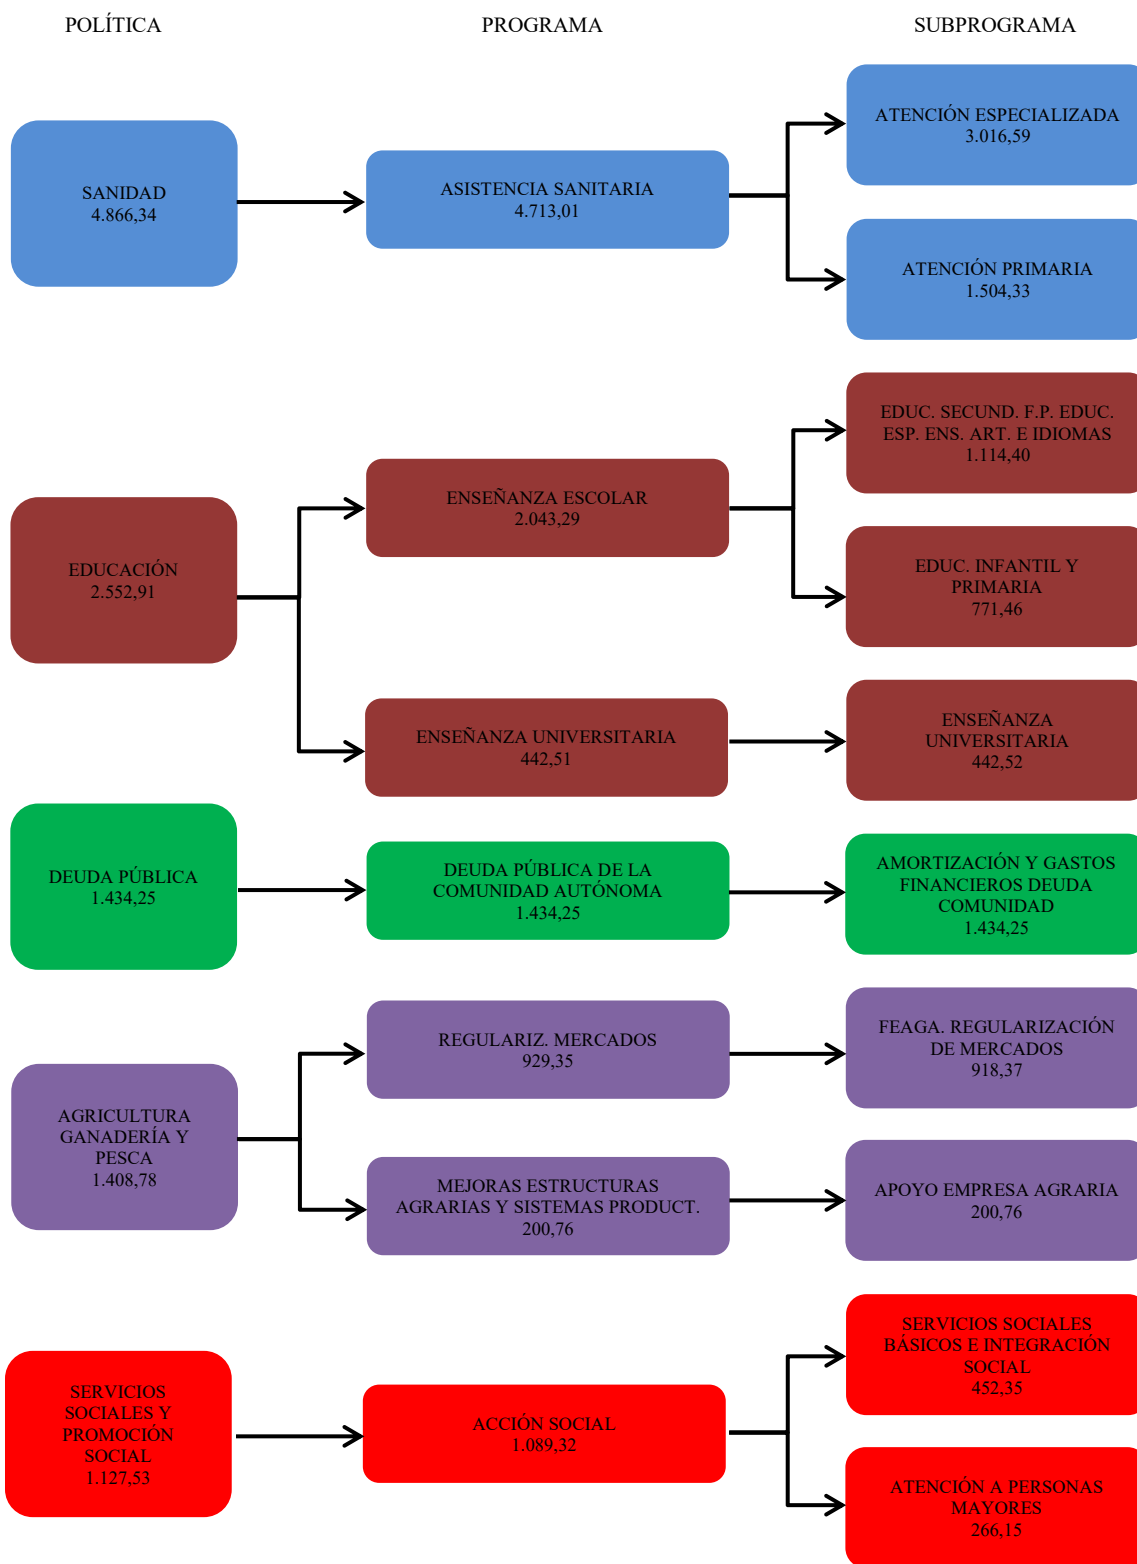 POLÍTICA
PROGRAMA
SUBPROGRAMA
SANIDAD
4.866,34
ASISTENCIA SANITARIA
4.713,01
ATENCIÓN ESPECIALIZADA
3.016,59
ATENCIÓN PRIMARIA
1.504,33
EDUCACIÓN
2.552,91
ENSEÑANZA ESCOLAR
2.043,29
EDUC. SECUND. F.P. EDUC.
ESP. ENS. ART. E IDIOMAS
1.114,40
EDUC. INFANTIL Y
PRIMARIA
771,46
ENSEÑANZA UNIVERSITARIA
442,51
ENSEÑANZA
UNIVERSITARIA
442,52
DEUDA PÚBLICA
1.434,25
DEUDA PÚBLICA DE LA
COMUNIDAD AUTÓNOMA
1.434,25
AMORTIZACIÓN Y GASTOS
FINANCIEROS DEUDA
COMUNIDAD
1.434,25
AGRICULTURA
GANADERÍA Y
PESCA
1.408,78
REGULARIZ. MERCADOS
929,35
FEAGA. REGULARIZACIÓN
DE MERCADOS
918,37
MEJORAS ESTRUCTURAS
AGRARIAS Y SISTEMAS PRODUCT.
200,76
APOYO EMPRESA AGRARIA
200,76
SERVICIOS
SOCIALES Y
PROMOCIÓN
SOCIAL
1.127,53
ACCIÓN SOCIAL
1.089,32
SERVICIOS SOCIALES
BÁSICOS E INTEGRACIÓN
SOCIAL
452,35
ATENCIÓN A PERSONAS
MAYORES
266,15